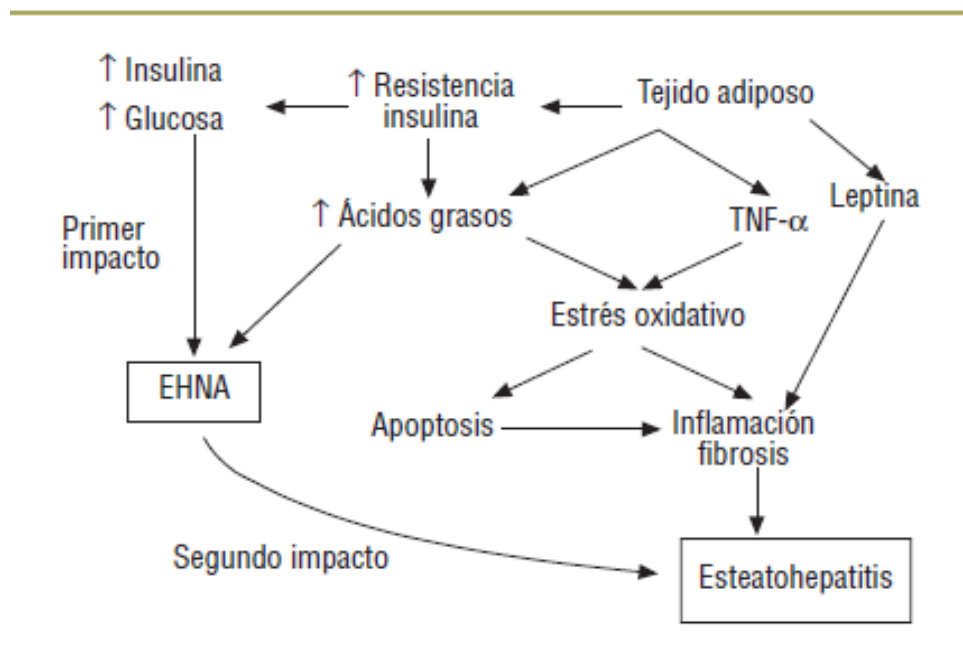 ↑ Insulina
↑ Glucosa
↑ Resistencia
insulina
Tejido adiposo
Primer
impacto
↑ Ácidos grasos
TNF-α
Leptina
Estrés oxidativo
EHNA
Apoptosis
Inflamación
fibrosis
Segundo impacto
Esteatohepatitis